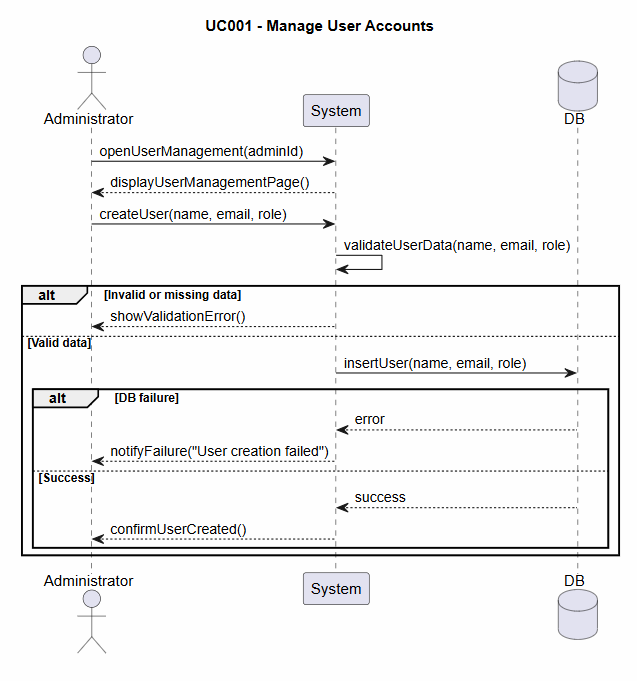 UC001 - Manage User Accounts
Administrator
System
DB
openUserManagement(adminId)
displayUserManagementPage()
createUser(name, email, role)
validateUserData(name, email, role)
alt [Invalid or missing data]
showValidationError()
[Valid data]
insertUser(name, email, role)
alt [DB failure]
error
notifyFailure("User creation failed")
[Success]
success
confirmUserCreated()
Administrator
System
DB